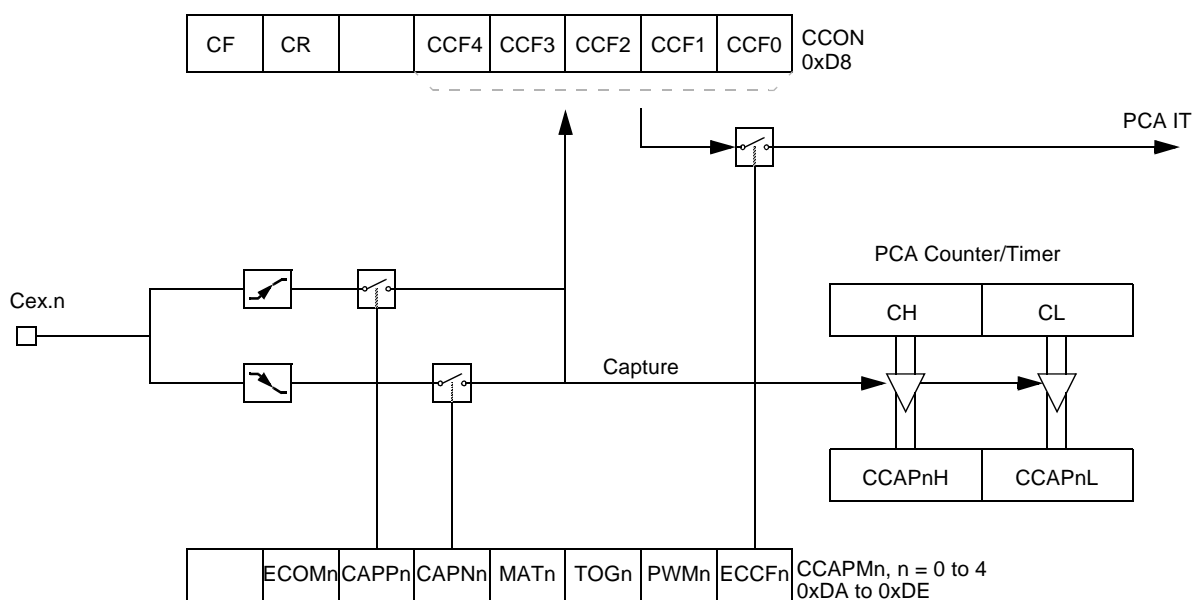 CF CR CCF4 CCF3 CCF2 CCF1 CCF0 CCON
0xD8
PCA IT
PCA Counter/Timer
Cex.n
CH CL
Capture
CCAPnH CCAPnL
ECOMn CAPPn CAPNn MATn TOGn PWMn ECCFn CCAPMn, n = 0 to 4
0xDA to 0xDE